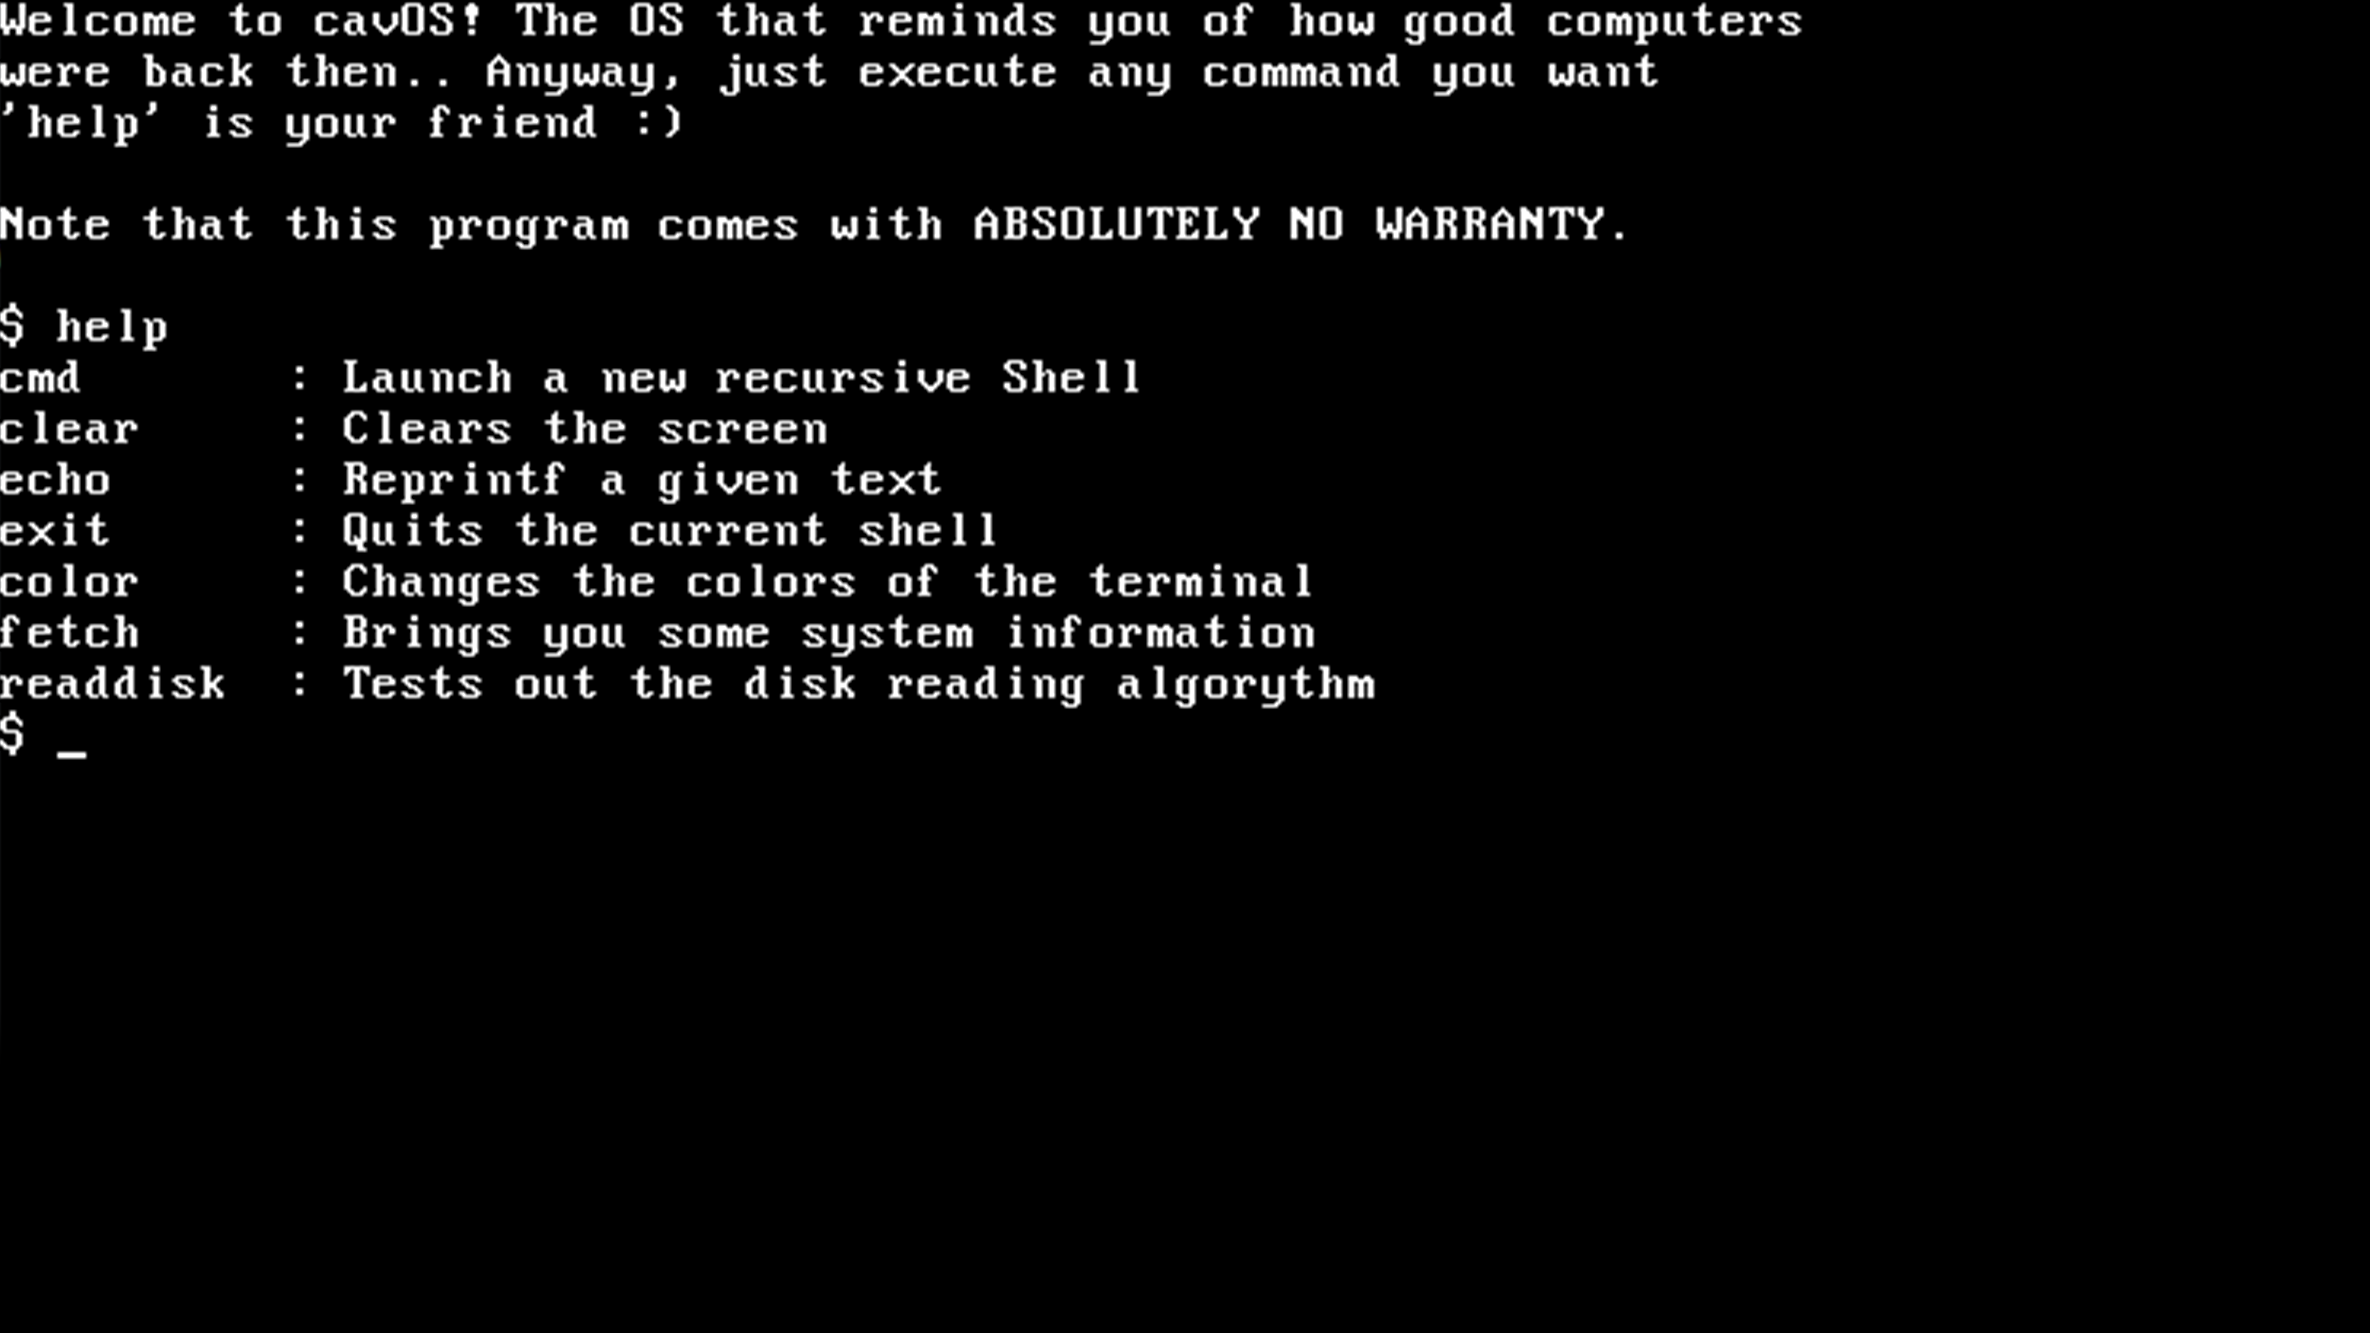 Welcome to cavOS! The OS that reminds you of how good computers
were back then.. Anyway, just execute any command you want
'help' is your friend :)
Note that this program comes with ABSOLUTELY NO WARRANTY.
$ help
cmd : Launch a new recursive Shell
clear : Clears the screen
echo : Reprintf a given text
exit : Quits the current shell
color : Changes the colors of the terminal
fetch : Brings you some system information
readdisk : Tests out the disk reading algorythm
$ _